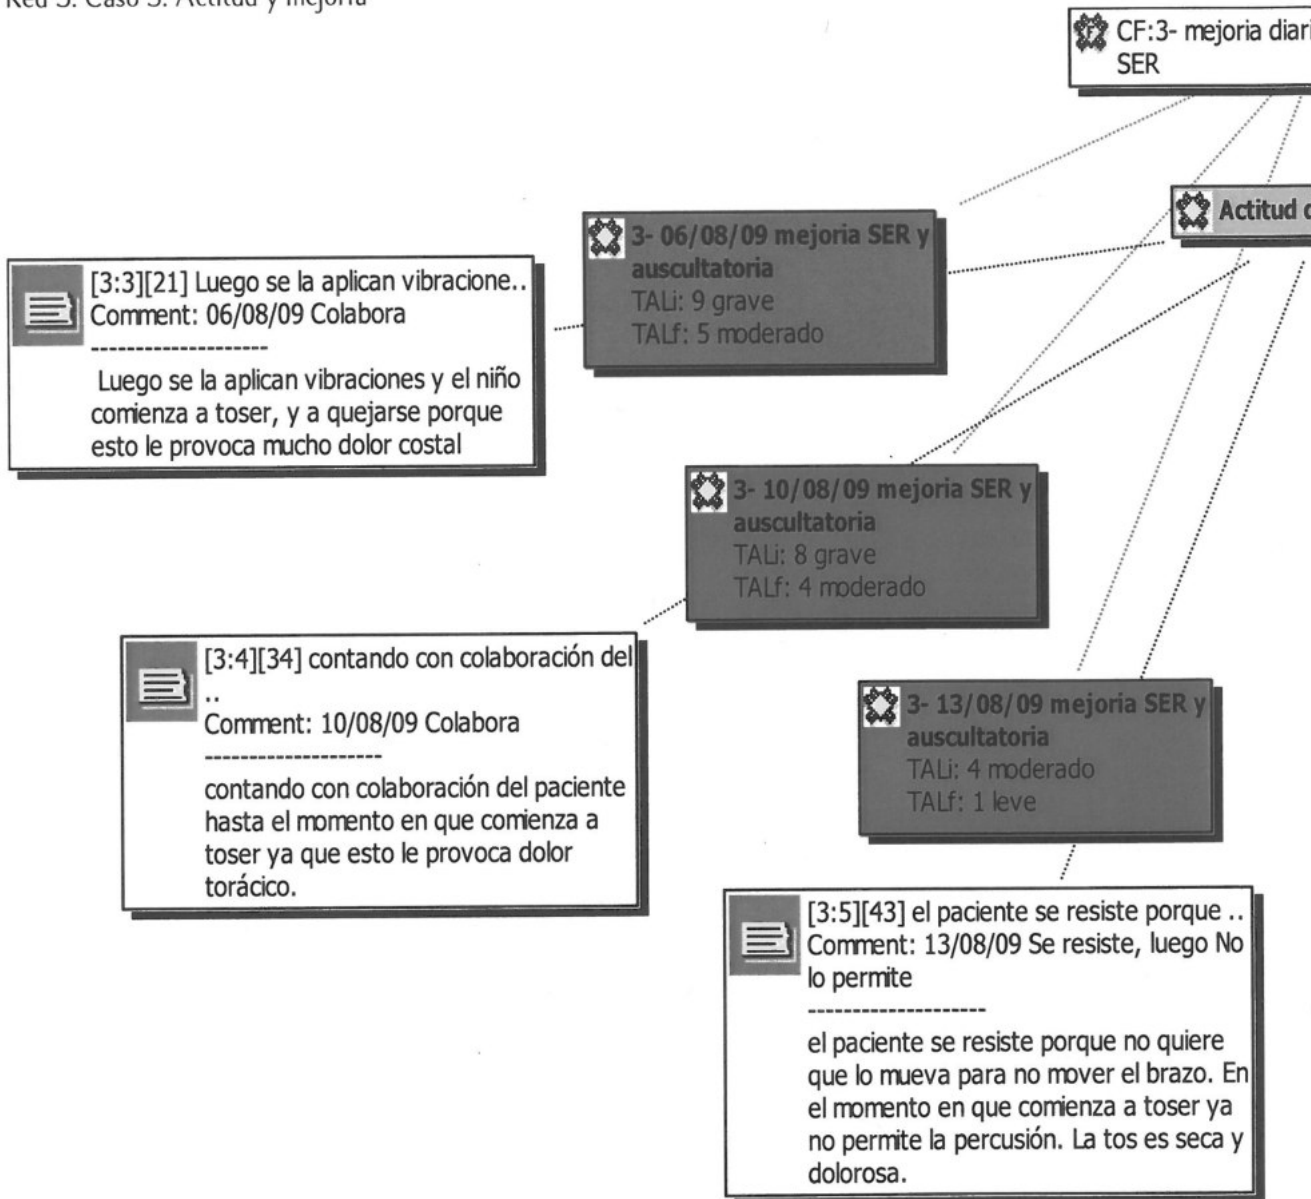 Red 3. Caso 3. Actitud y mejoría
CF:3- mejoria diari
SER
Actitud
3- 06/08/09 mejoria SER y
auscultatoria
TALi: 9 grave
TALf: 5 moderado
[3:3][21] Luego se la aplican vibracione..
Comment: 06/08/09 Colabora
--------------------
Luego se la aplican vibraciones y el niño
comienza a toser, y a quejarse porque
esto le provoca mucho dolor costal
3- 10/08/09 mejoria SER y
auscultatoria
TALi: 8 grave
TALf: 4 moderado
[3:4][34] contando con colaboración del
..
Comment: 10/08/09 Colabora
--------------------
contando con colaboración del paciente
hasta el momento en que comienza a
toser ya que esto le provoca dolor
torácico.
3- 13/08/09 mejoria SER y
auscultatoria
TALi: 4 moderado
TALf: 1 leve
[3:5][43] el paciente se resiste porque ..
Comment: 13/08/09 Se resiste, luego No
lo permite
--------------------
el paciente se resiste porque no quiere
que lo mueva para no mover el brazo. En
el momento en que comienza a toser ya
no permite la percusión. La tos es seca y
dolorosa.